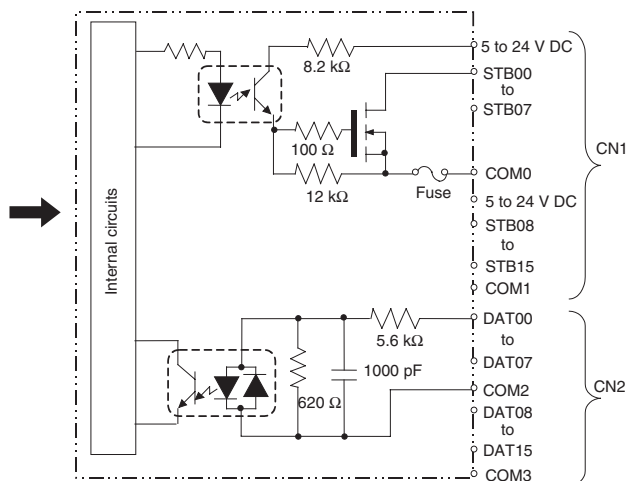 Internal circuits
8.2 kΩ
100 Ω
12 kΩ
Fuse
5 to 24 V DC
STB00
to
STB07
COM0
5 to 24 V DC
STB08
to
STB15
COM1
CN1
5.6 kΩ
1000 pF
620 Ω
DAT00
to
DAT07
COM2
DAT08
to
DAT15
COM3
CN2